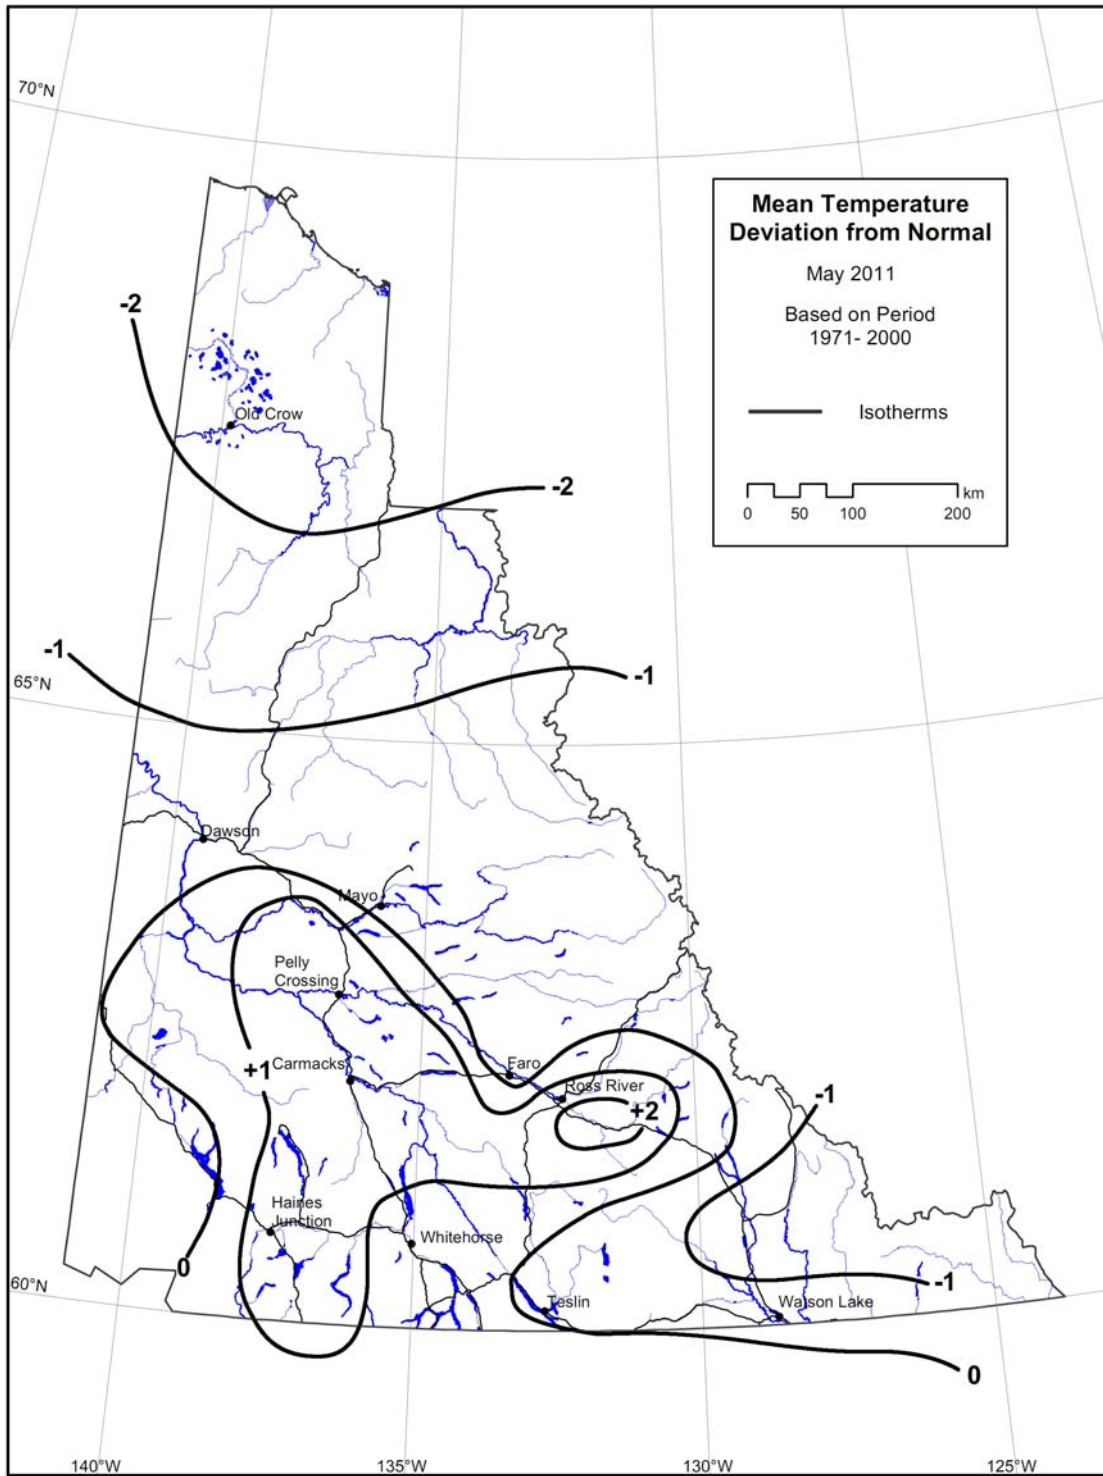 70°N
Mean Temperature
Deviation from Normal
May 2011
Based on Period
1971- 2000
Isotherms
km
0 50 100 200
-2
Old Crow
-2
-1
-1
65°N
Dawson
Mayo
Pelly
Crossing
+1
Carmacks
Faro
Ross River
+2
-1
Haines
Junction
Whitehorse
0
60°N
Teslin
Watson Lake
-1
0
140°W
135°W
130°W
125°W